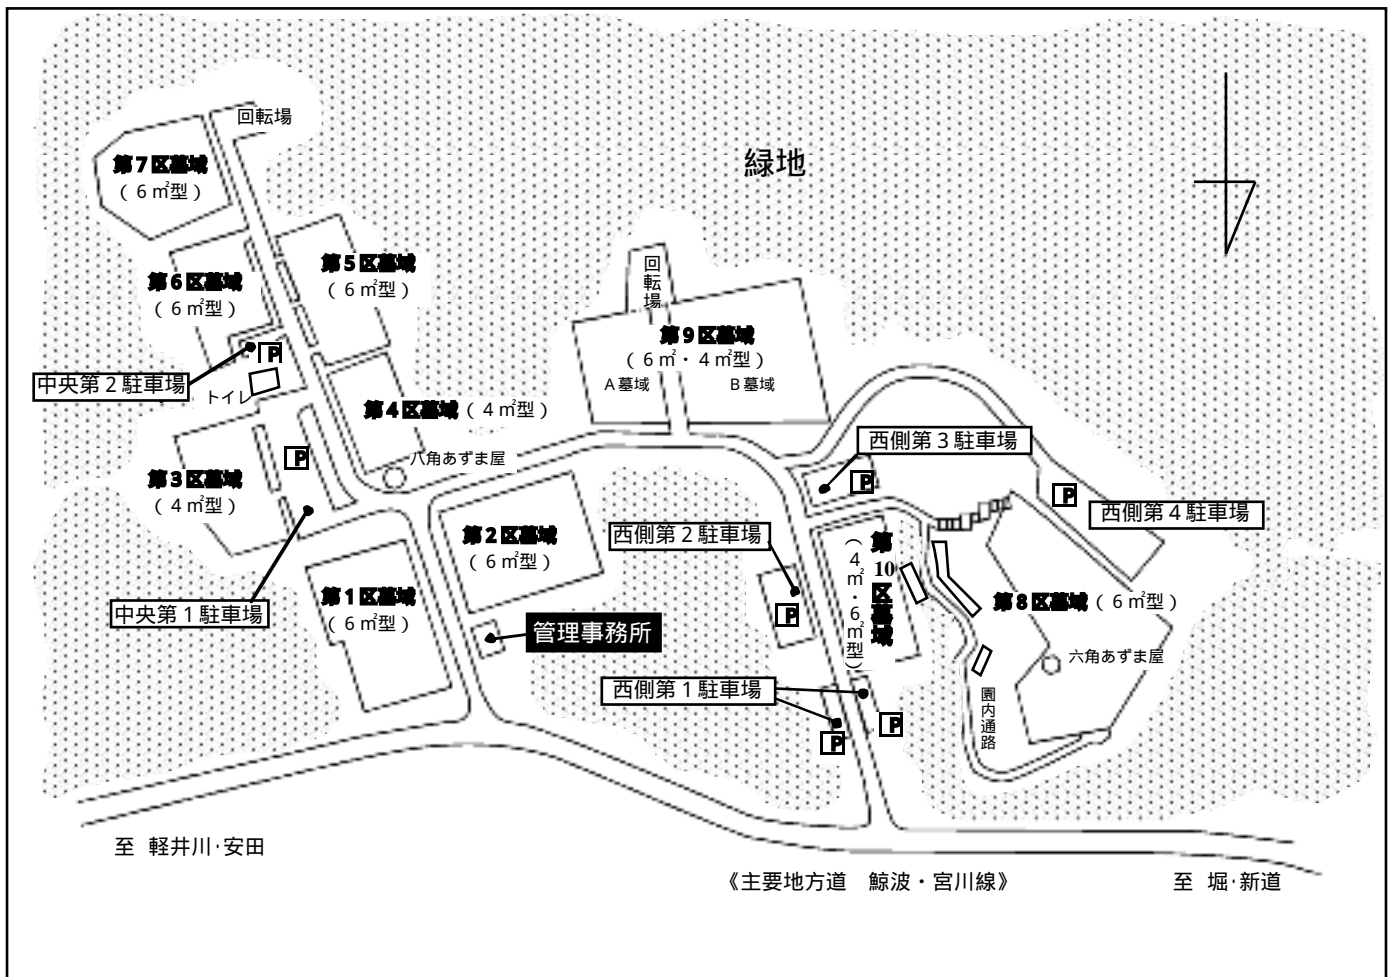 回転場
緑地
第7区墓域
（ 6 ㎡型 ）
第5区墓域
（ 6 ㎡型 ）
第6区墓域
（ 6 ㎡型 ）
回転場
第9区墓域
（ 6 ㎡・ 4 ㎡型 ）
A 墓域
B 墓域
P
中央第２駐車場
トイレ
第4区墓域（ 4 ㎡型 ）
八角あずま屋
P
第3区墓域
（ 4 ㎡型 ）
西側第３駐車場
P
P
西側第４駐車場
第2区墓域
（ 6 ㎡型 ）
西側第２駐車場
P
第10区墓域
（ 4 ㎡・ 6 ㎡型 ）
中央第１駐車場
第1区墓域
（ 6 ㎡型 ）
管理事務所
第8区墓域（ 6 ㎡型 ）
六角あずま屋
西側第１駐車場
P
P
園内通路
至 軽井川·安田
《主要地方道　鯨波・宮川線》
至 堀·新道